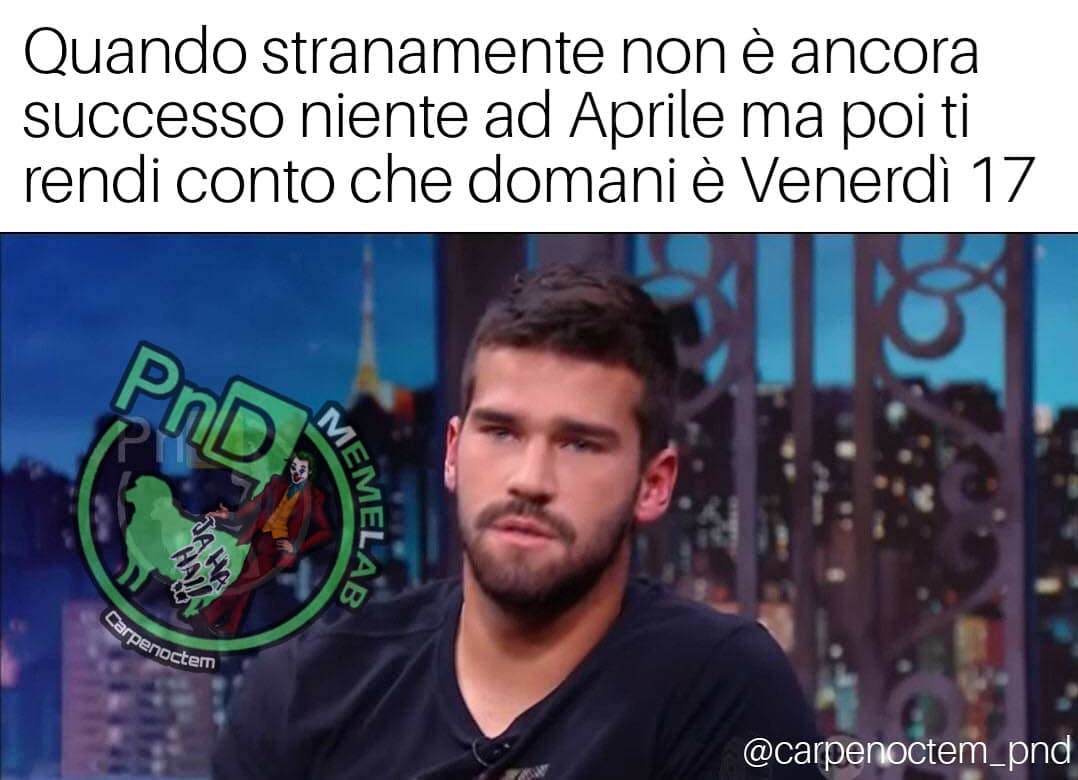 Quando stranamente non è ancora
successo niente ad Aprile ma poi ti
rendi conto che domani è Venerdì 17
PnD
MEMELAB
Carpenoctem
@carpenoctem_pnd